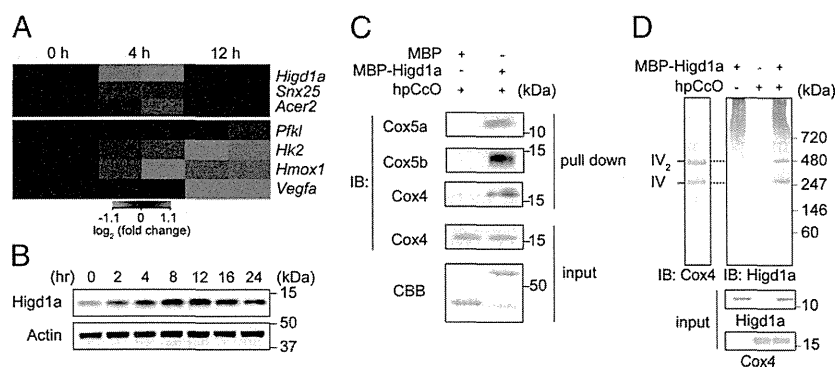 A
0 h 4 h 12 h
Higd1a
Snx25
Acer2
Pfkl
Hk2
Hmox1
Vegfa
-1.1 0 1.1
log2 (fold change)
B
(hr) 0 2 4 8 12 16 24 (kDa)
Higd1a
15
Actin
50
37
C
MBP + -
MBP-Higd1a - +
hpCcO + + (kDa)
IB:
Cox5a
10
Cox5b
15
Cox4
15
pull down
Cox4
15
CBB
50
input
D
MBP-Higd1a + - +
hpCcO - + + (kDa)
720
IV2
480
IV
247
146
60
IB: Cox4 IB: Higd1a
input
10
Higd1a
15
Cox4